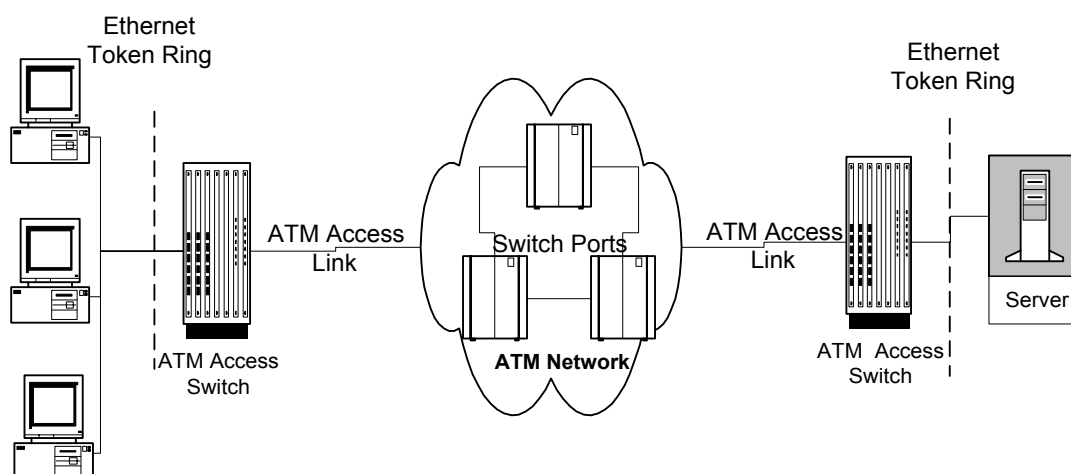 Ethernet
Token Ring
Ethernet
Token Ring
ATM Access
Link
Switch Ports
ATM Access
Link
Server
ATM Access
Switch
ATM Network
ATM Access
Switch